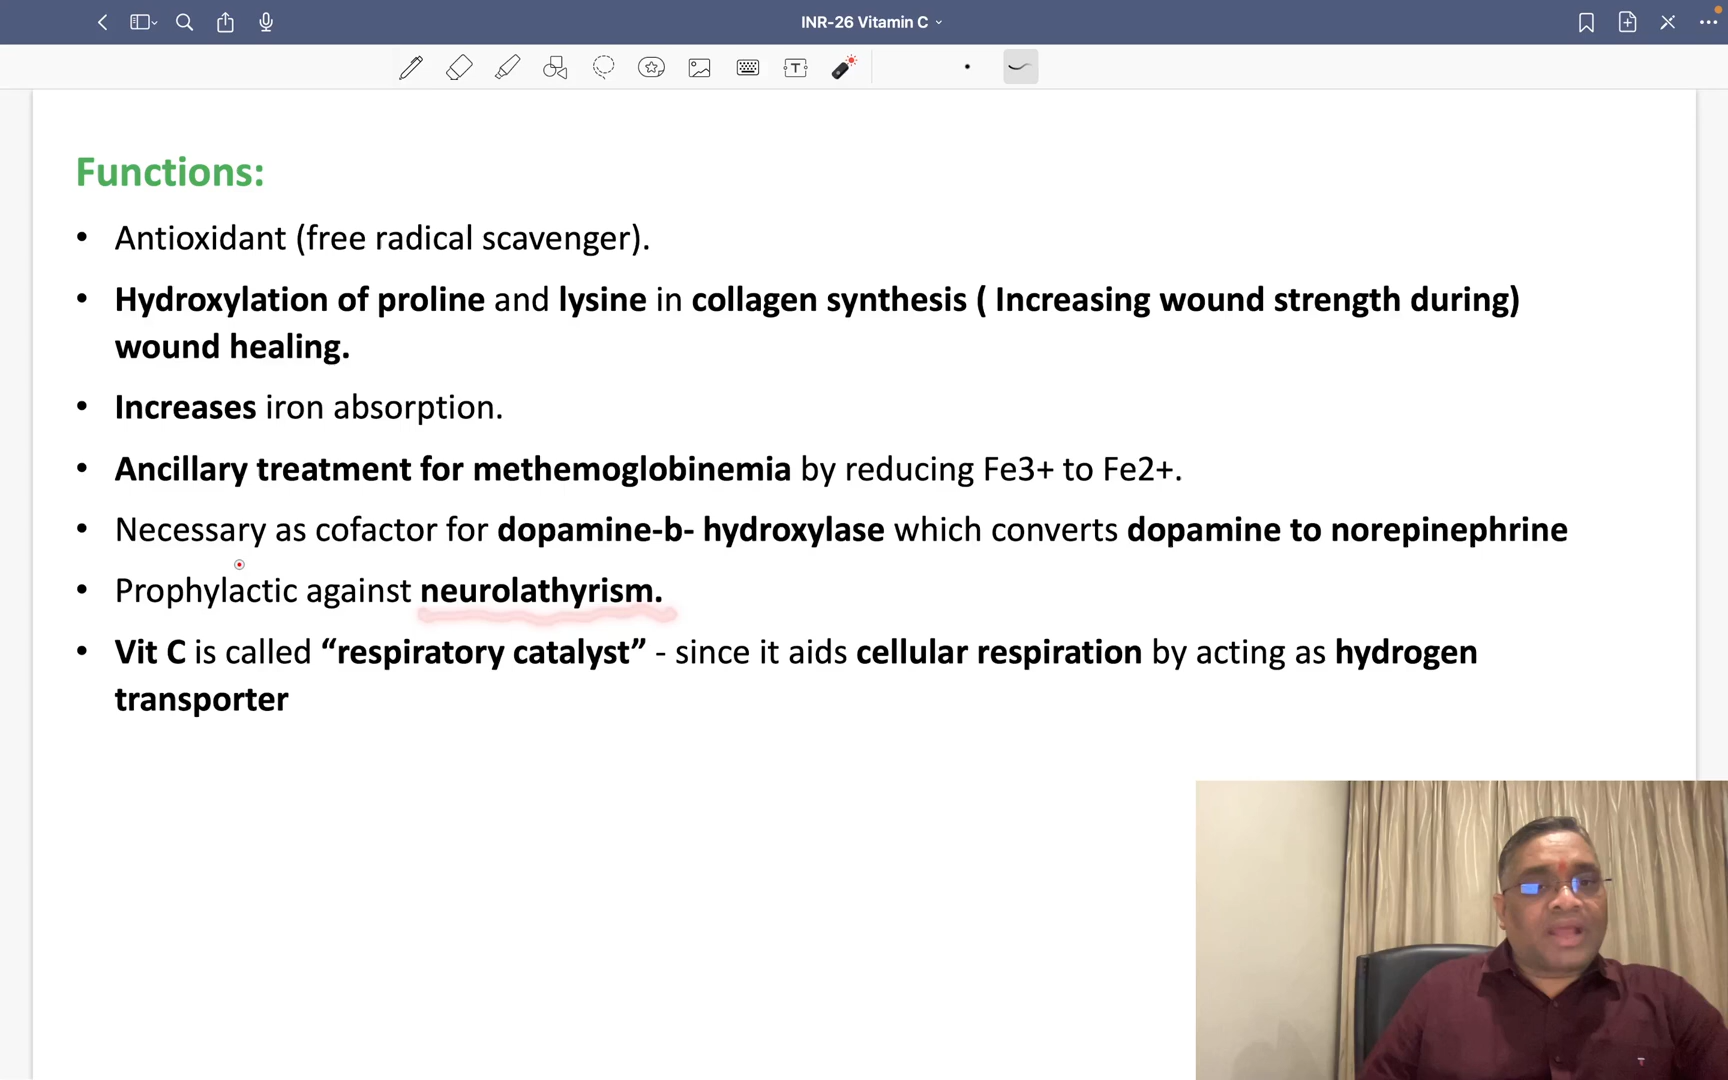 INR-26 Vitamin C
Functions:
• Antioxidant (free radical scavenger).
• Hydroxylation of proline and lysine in collagen synthesis ( Increasing wound strength during)
wound healing.
• Increases iron absorption.
• Ancillary treatment for methemoglobinemia by reducing Fe3+ to Fe2+.
• Necessary as cofactor for dopamine-b- hydroxylase which converts dopamine to norepinephrine
• Prophylactic against neurolathyrism.
• Vit C is called “respiratory catalyst” - since it aids cellular respiration by acting as hydrogen
transporter